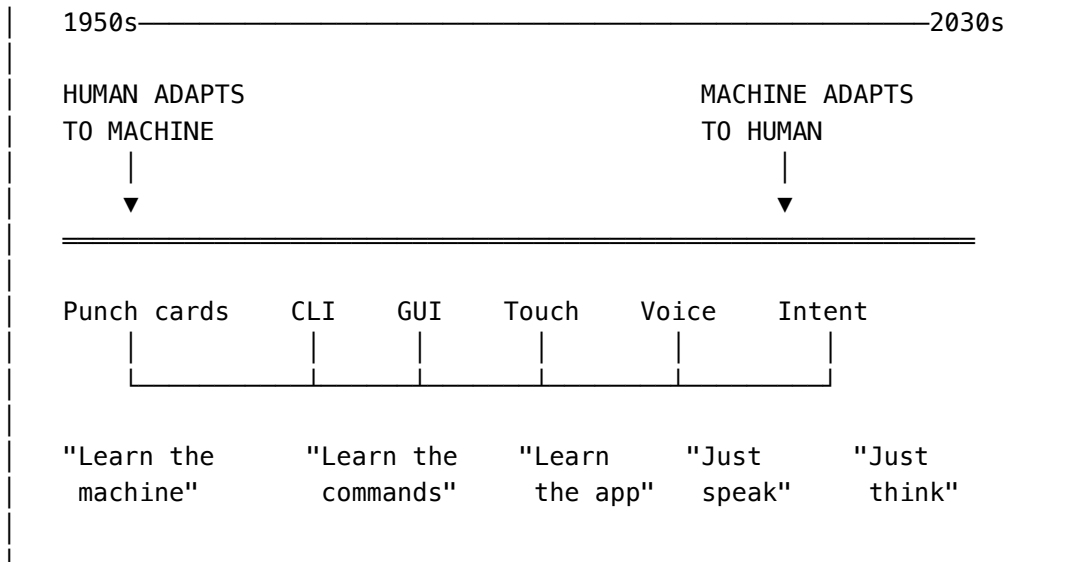 1950s 2030s
HUMAN ADAPTS MACHINE ADAPTS
TO MACHINE TO HUMAN
Punch cards CLI GUI Touch Voice Intent
"Learn the "Learn the "Learn "Just "Just
machine" commands" the app" speak" think"